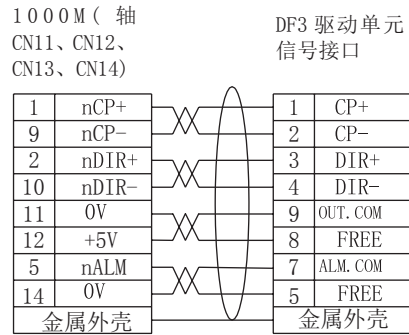 1000M( 轴
CN11、CN12、
CN13、CN14)
DF3 驱动单元
信号接口
1 nCP+ 1 CP+
9 nCP- 2 CP-
2 nDIR+ 3 DIR+
10 nDIR- 4 DIR-
11 0V 9 OUT.COM
12 +5V 8 FREE
5 nALM 7 ALM.COM
14 0V 5 FREE
金属外壳 金属外壳